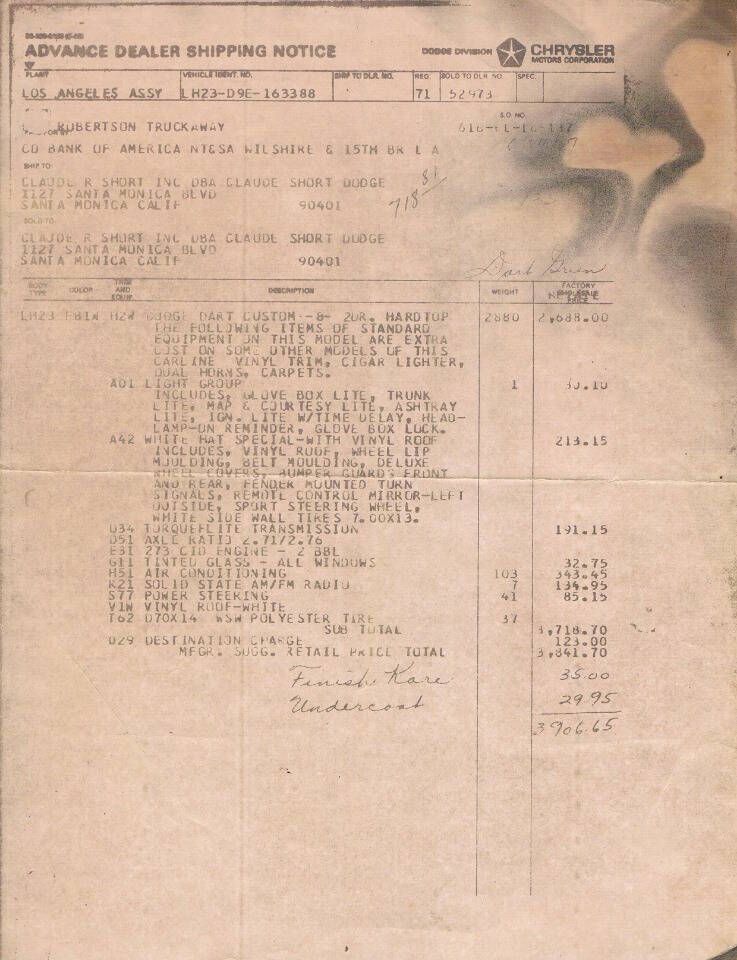 ADVANCE DEALER SHIPPING NOTICE
DODGE DIVISION CHRYSLER MOTORS CORPORATION
PLANT VEHICLE IDENT. NO. SHIP TO DLR. NO. REG. SOLD TO DLR. NO. SPEC.
LOS ANGELES ASSY LH23-D9E-163388 71 52973
S.O. NO.
ROBERTSON TRUCKAWAY
CD BANK OF AMERICA NT&SA WILSHIRE & 15TH BR L A
SHIP TO:
CLAUDE R SHORT INC DBA CLAUDE SHORT DODGE
1127 SANTA MONICA BLVD
SANTA MONICA CALIF 90401
SOLD TO:
CLAUDE R SHORT INC DBA CLAUDE SHORT DODGE
1127 SANTA MONICA BLVD
SANTA MONICA CALIF 90401
BODY TYPE COLOR TRIM AND EQUIP. DESCRIPTION WEIGHT FACTORY WHOLESALE PRICE
LH23 H2W DODGE DART CUSTOM -8- 2DR. HARDTOP 2880 2,688.00
THE FOLLOWING ITEMS OF STANDARD
EQUIPMENT ON THIS MODEL ARE EXTRA
COST ON SOME OTHER MODELS OF THIS
CARLINE VINYL TRIM, CIGAR LIGHTER,
DUAL HORNS, CARPETS.
A01 LIGHT GROUP 1
INCLUDES, GLOVE BOX LITE, TRUNK
LITE, MAP & COURTESY LITE, ASHTRAY
LITE, IGN. LITE W/TIME DELAY, HEAD-
LAMP-ON REMINDER, GLOVE BOX LOCK.
A42 WHITE HAT SPECIAL-WITH VINYL ROOF 213.15
INCLUDES, VINYL ROOF, WHEEL LIP
MOULDING, BELT MOULDING, DELUXE
WHEEL COVERS, BUMPER GUARDS FRONT
AND REAR, FENDER MOUNTED TURN
SIGNALS, REMOTE CONTROL MIRROR-LEFT
OUTSIDE, SPORT STEERING WHEEL,
WHITE SIDE WALL TIRES 7.00X13.
D34 TORQUEFLITE TRANSMISSION 191.15
D51 AXLE RATIO 2.71/2.76
E31 273 CID ENGINE - 2 BBL
G11 TINTED GLASS - ALL WINDOWS 32.75
H51 AIR CONDITIONING 103 343.45
R21 SOLID STATE AM/FM RADIO 7 134.95
S77 POWER STEERING 41 85.15
V1W VINYL ROOF-WHITE
T62 D70X14 WSW POLYESTER TIRE 37
SUB TOTAL 3,718.70
D29 DESTINATION CHARGE 123.00
MFGR. SUGG. RETAIL PRICE TOTAL 3,841.70
Finish Kare 35.00
Undercoat 29.95
3906.65